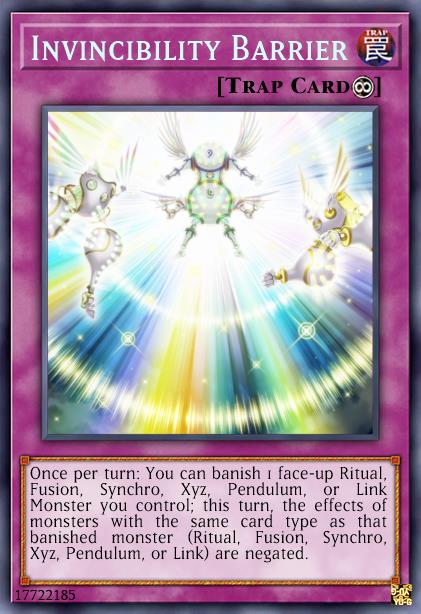 Invincibility Barrier
TRAP
罠
[Trap Card]
Once per turn: You can banish 1 face-up Ritual,
Fusion, Synchro, Xyz, Pendulum, or Link
Monster you control; this turn, the effects of
monsters with the same card type as that
banished monster (Ritual, Fusion, Synchro,
Xyz, Pendulum, or Link) are negated.
17722185